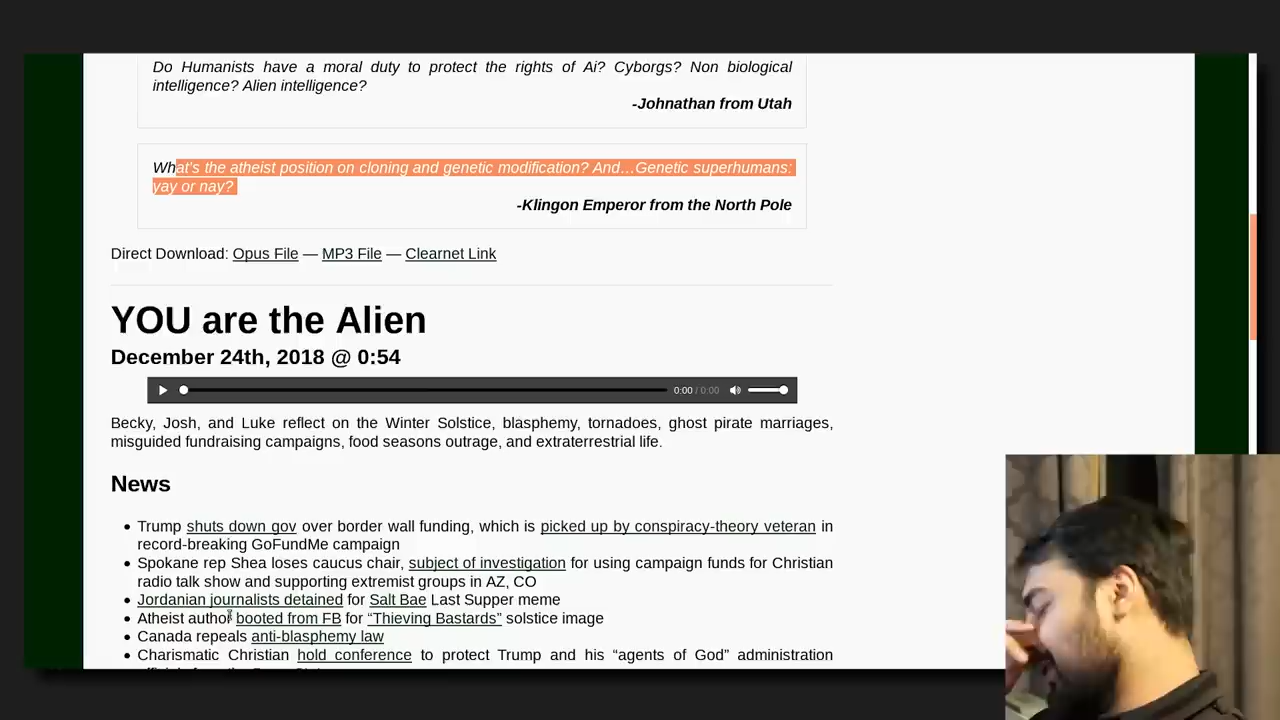 Do Humanists have a moral duty to protect the rights of Ai? Cyborgs? Non biological
intelligence? Alien intelligence?
-Johnathan from Utah
What's the atheist position on cloning and genetic modification? And…Genetic superhumans:
yay or nay?
-Klingon Emperor from the North Pole
Direct Download: Opus File — MP3 File — Clearnet Link
YOU are the Alien
December 24th, 2018 @ 0:54
0:00 / 0:00
Becky, Josh, and Luke reflect on the Winter Solstice, blasphemy, tornadoes, ghost pirate marriages,
misguided fundraising campaigns, food seasons outrage, and extraterrestrial life.
News
Trump shuts down gov over border wall funding, which is picked up by conspiracy-theory veteran in
record-breaking GoFundMe campaign
Spokane rep Shea loses caucus chair, subject of investigation for using campaign funds for Christian
radio talk show and supporting extremist groups in AZ, CO
Jordanian journalists detained for Salt Bae Last Supper meme
Atheist author booted from FB for “Thieving Bastards” solstice image
Canada repeals anti-blasphemy law
Charismatic Christian hold conference to protect Trump and his “agents of God” administration